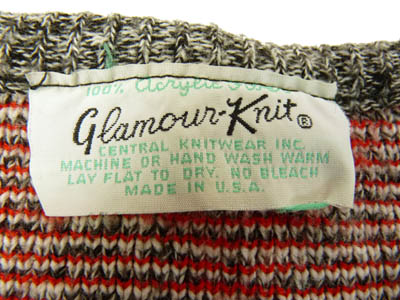 100% Acrylic
Glamour-Knit®
CENTRAL KNITWEAR INC.
MACHINE OR HAND WASH WARM
LAY FLAT TO DRY. NO BLEACH
MADE IN U.S.A.